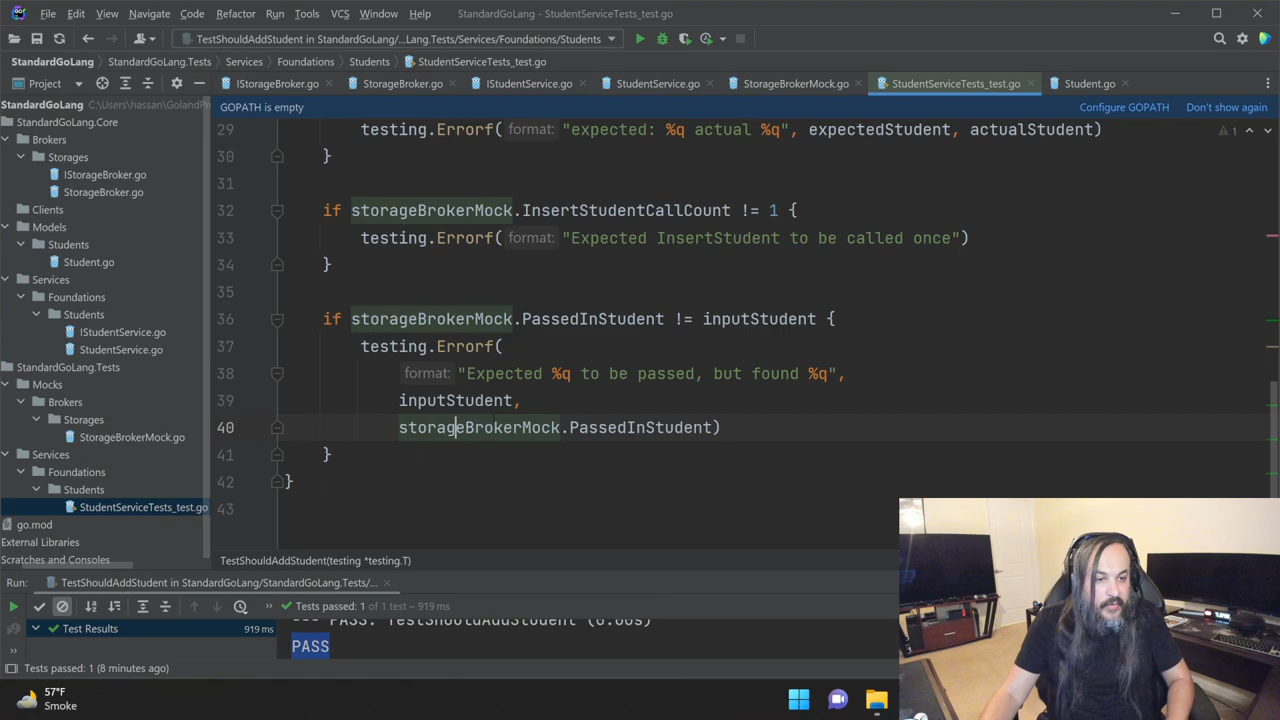 File Edit View Navigate Code Refactor Run Tools VCS Window Help StandardGoLang - StudentServiceTests_test.go
TestShouldAddStudent in StandardGoLang/...Lang.Tests/Services/Foundations/Students
StandardGoLang StandardGoLang.Tests Services Foundations Students StudentServiceTests_test.go
Project IStorageBroker.go StorageBroker.go IStudentService.go StudentService.go StorageBrokerMock.go StudentServiceTests_test.go Student.go
StandardGoLang C:\Users\hassan\GolandPr
StandardGoLang.Core
Brokers
Storages
IStorageBroker.go
StorageBroker.go
Clients
Models
Students
Student.go
Services
Foundations
Students
IStudentService.go
StudentService.go
StandardGoLang.Tests
Mocks
Brokers
Storages
StorageBrokerMock.go
Services
Foundations
Students
StudentServiceTests_test.go
go.mod
External Libraries
Scratches and Consoles
GOPATH is empty Configure GOPATH Don't show again
29 testing.Errorf( format: "expected: %q actual %q", expectedStudent, actualStudent) 1
30 }
31
32 if storageBrokerMock.InsertStudentCallCount != 1 {
33 testing.Errorf( format: "Expected InsertStudent to be called once")
34 }
35
36 if storageBrokerMock.PassedInStudent != inputStudent {
37 testing.Errorf(
38 format: "Expected %q to be passed, but found %q",
39 inputStudent,
40 storageBrokerMock.PassedInStudent)
41 }
42 }
43
TestShouldAddStudent(testing *testing.T)
Run: TestShouldAddStudent in StandardGoLang/StandardGoLang.Tests/...
Tests passed: 1 of 1 test – 919 ms
Test Results 919 ms
--- PASS: TestShouldAddStudent (0.00s)
PASS
Tests passed: 1 (8 minutes ago)
57°F
Smoke